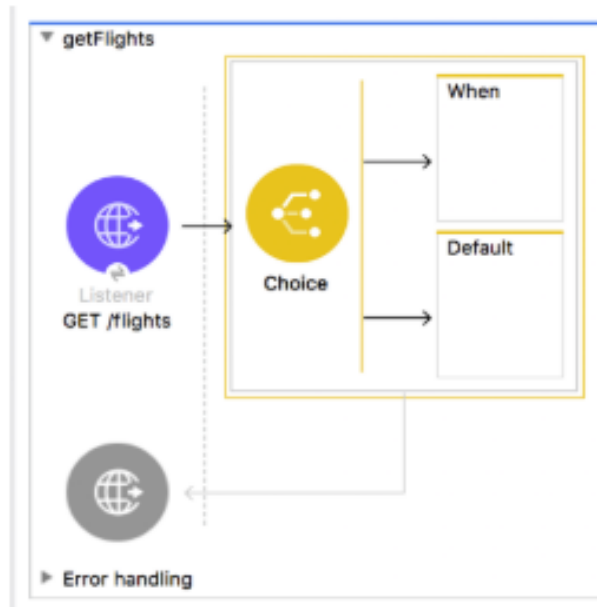 getFlights
When
Default
Choice
Listener
GET /flights
Error handling